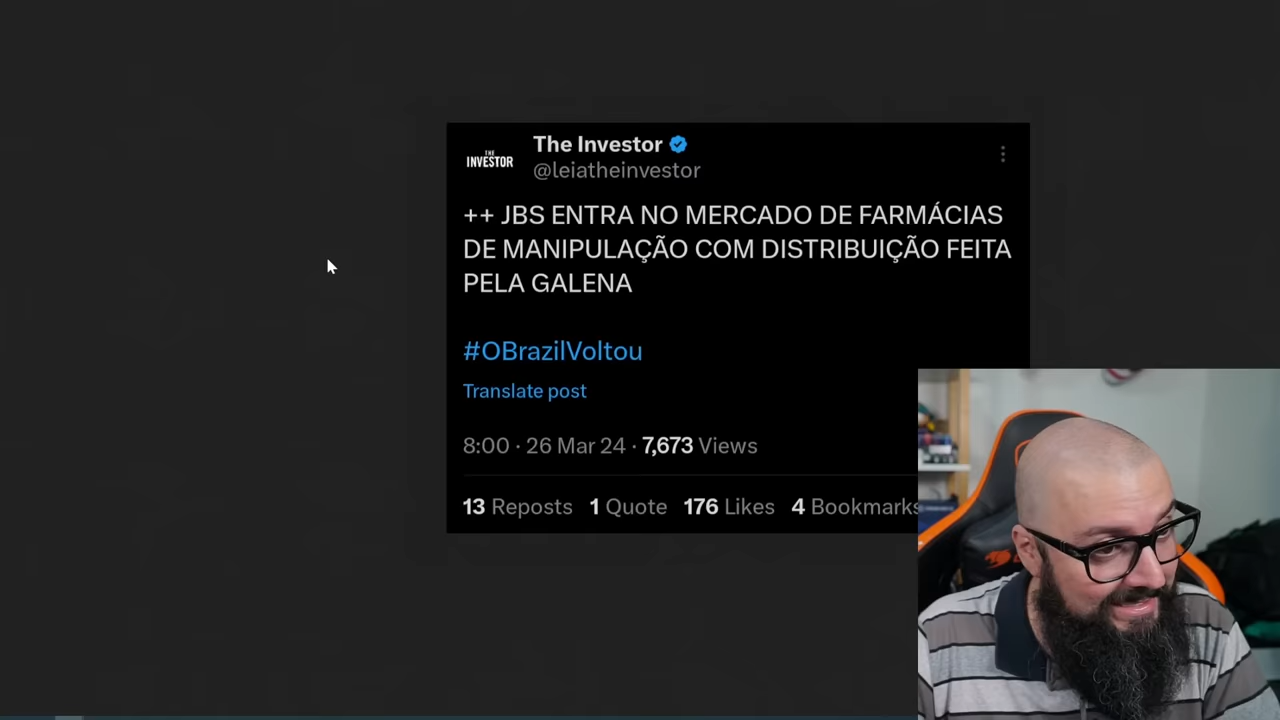 THE
INVESTOR
The Investor
@leiatheinvestor
++ JBS ENTRA NO MERCADO DE FARMÁCIAS
DE MANIPULAÇÃO COM DISTRIBUIÇÃO FEITA
PELA GALENA
#OBrazilVoltou
Translate post
8:00 · 26 Mar 24 · 7,673 Views
13 Reposts 1 Quote 176 Likes 4 Bookmarks